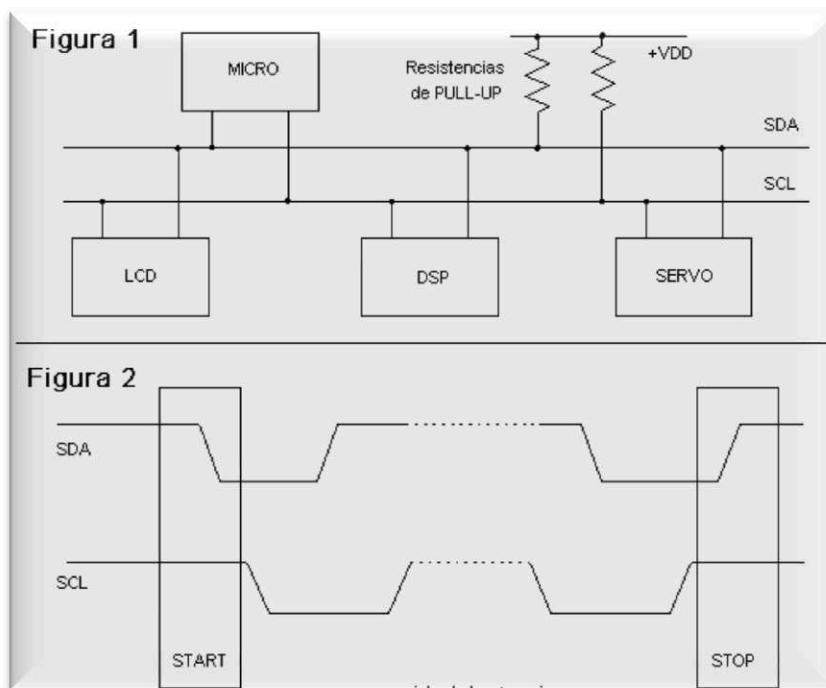 Figura 1
MICRO
Resistencias
de PULL-UP
+VDD
SDA
SCL
LCD
DSP
SERVO
Figura 2
SDA
SCL
START
STOP